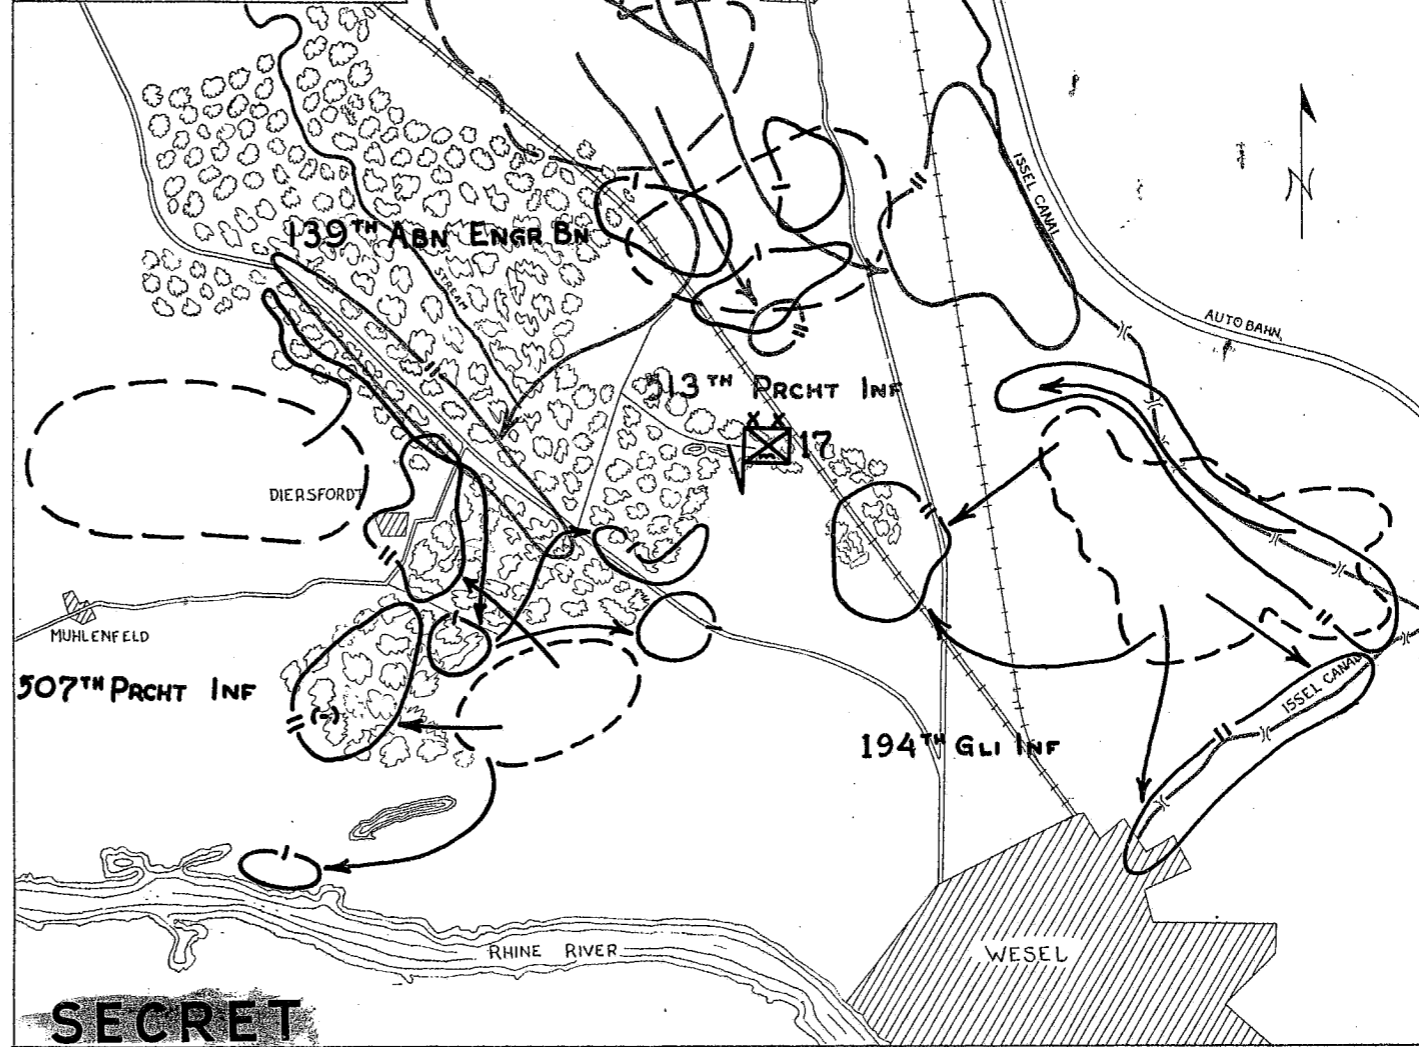 N
ISSEL CANAL
139TH ABN ENGR BN
STREAM
AUTOBAHN
513TH PRCHT INF
X X
17
DIERSFORDT
MUHLENFELD
507TH PRCHT INF
(-)
ISSEL CANAL
194TH GLI INF
RHINE RIVER
WESEL
SECRET